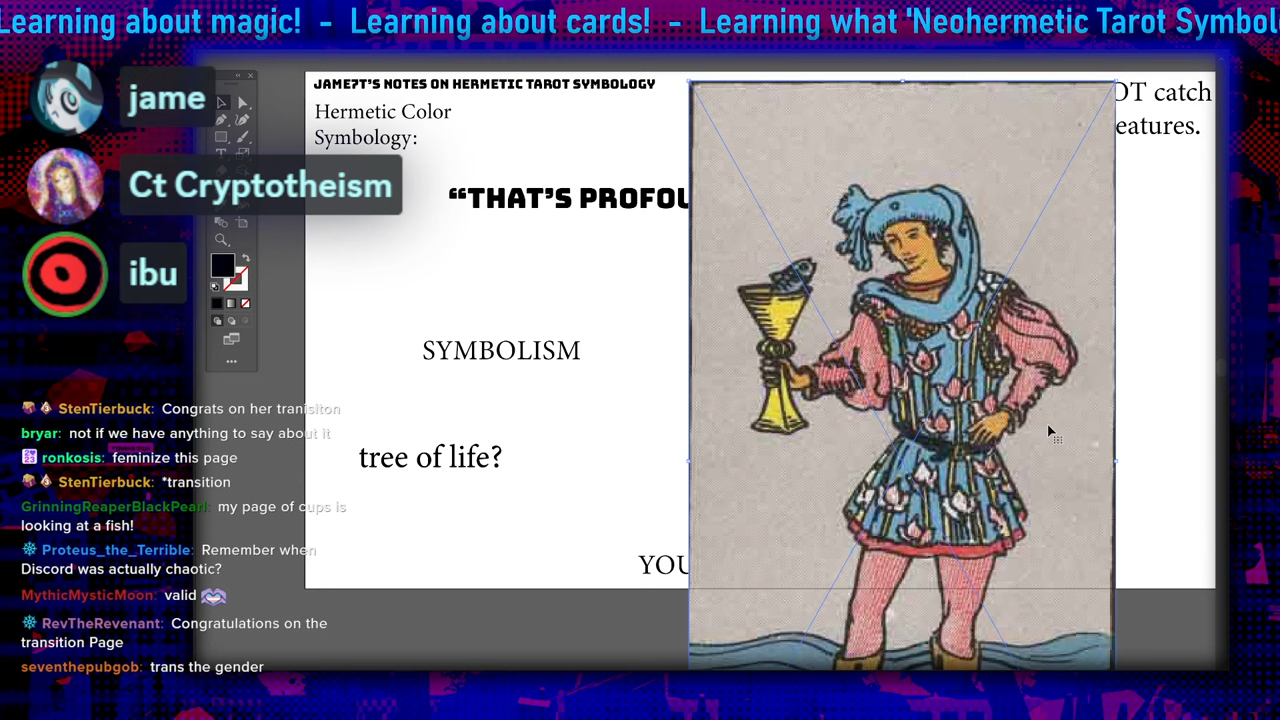 Learning about magic! - Learning about cards! - Learning what 'Neohermetic Tarot Symbol
jame
Ct Cryptotheism
ibu
JAME7T'S NOTES ON HERMETIC TAROT SYMBOLOGY
Hermetic Color
Symbology:
OT catch
eatures.
“THAT'S PROFOU
SYMBOLISM
tree of life?
YOU
StenTierbuck: Congrats on her tranisiton
bryar: not if we have anything to say about it
ronkosis: feminize this page
StenTierbuck: *transition
GrinningReaperBlackPearl: my page of cups is
looking at a fish!
Proteus_the_Terrible: Remember when
Discord was actually chaotic?
MythicMysticMoon: valid
RevTheRevenant: Congratulations on the
transition Page
seventhepubgob: trans the gender